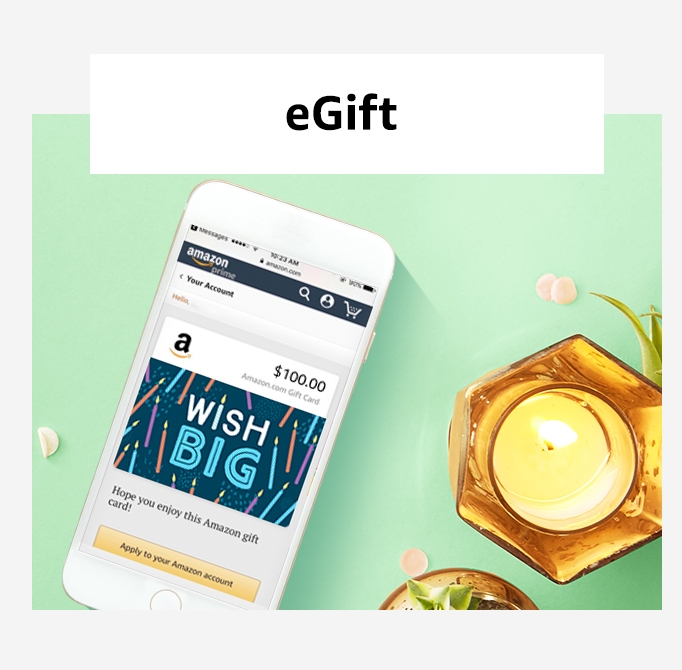 eGift
Messages 10:23 AM 90%
amazon.com
amazon
prime
Your Account
Hello,
a
$100.00
Amazon.com Gift Card
WISH
BIG
Hope you enjoy this Amazon gift
card!
Apply to your Amazon account